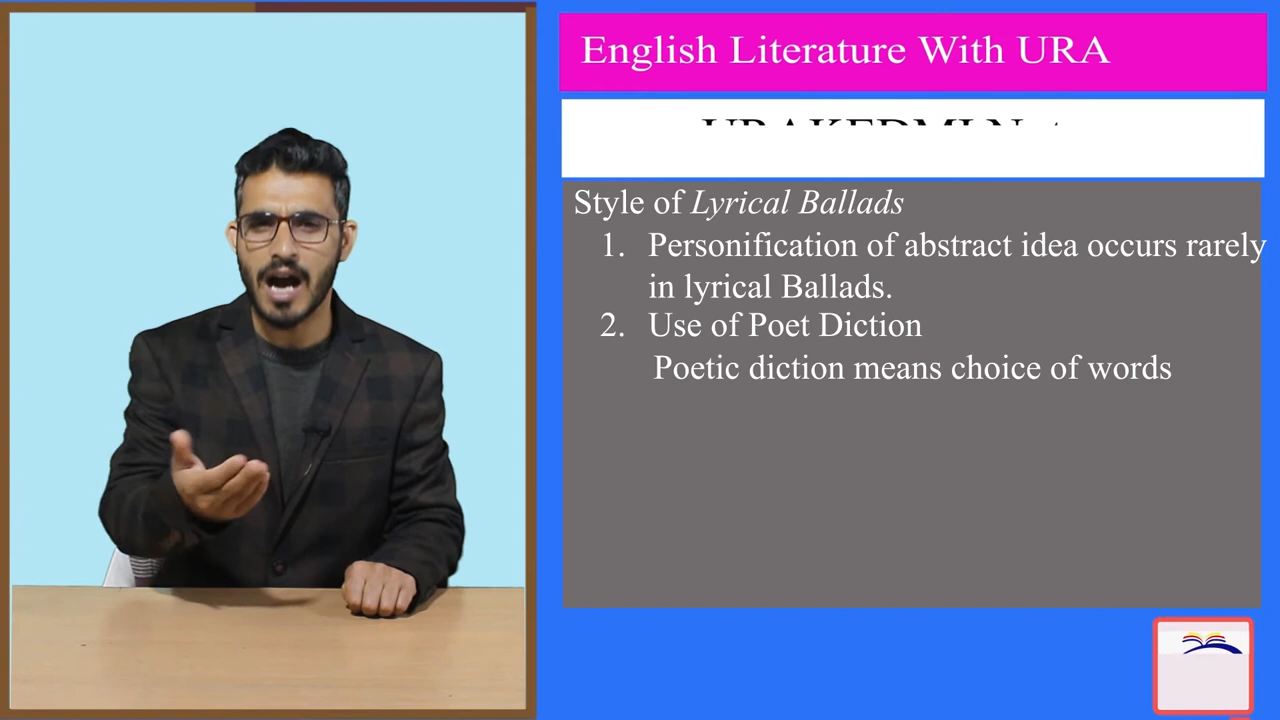 English Literature With URA
Style of Lyrical Ballads
1. Personification of abstract idea occurs rarely
in lyrical Ballads.
2. Use of Poet Diction
Poetic diction means choice of words